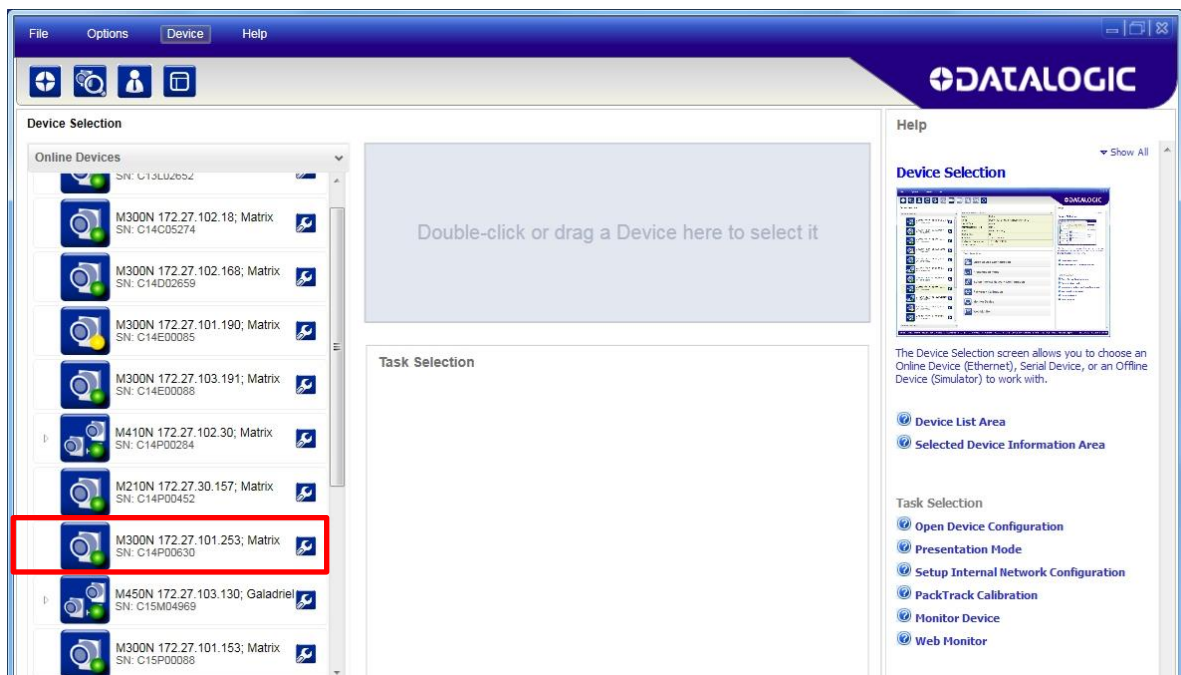 File Options Device Help
DATALOGIC
Device Selection
Online Devices
SN: C13L02652
M300N 172.27.102.18; Matrix
SN: C14C05274
M300N 172.27.102.168; Matrix
SN: C14D02659
M300N 172.27.101.190; Matrix
SN: C14E00085
M300N 172.27.103.191; Matrix
SN: C14E00088
M410N 172.27.102.30; Matrix
SN: C14P00284
M210N 172.27.30.157; Matrix
SN: C14P00452
M300N 172.27.101.253; Matrix
SN: C14P00630
M450N 172.27.103.130; Galadriel
SN: C15M04969
M300N 172.27.101.153; Matrix
SN: C15P00088
Double-click or drag a Device here to select it
Task Selection
Help
Show All
Device Selection
DATALOGIC
The Device Selection screen allows you to choose an
Online Device (Ethernet), Serial Device, or an Offline
Device (Simulator) to work with.
Device List Area
Selected Device Information Area
Task Selection
Open Device Configuration
Presentation Mode
Setup Internal Network Configuration
PackTrack Calibration
Monitor Device
Web Monitor